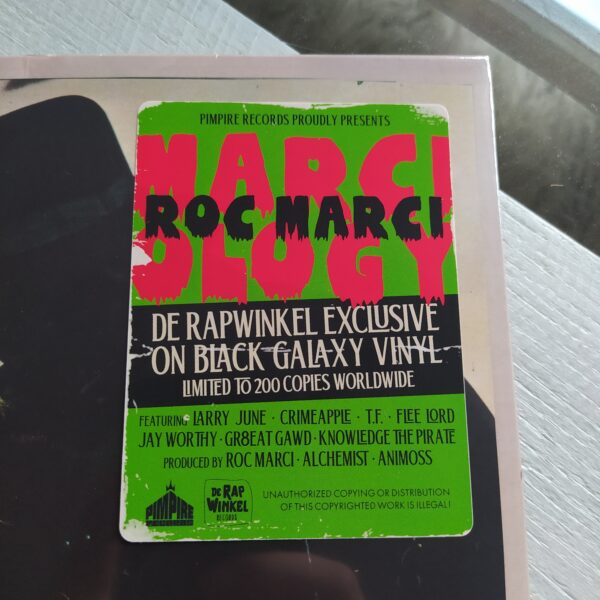 PIMPIRE RECORDS PROUDLY PRESENTS
MARCI
ROC MARCI
OLOGY
DE RAPWINKEL EXCLUSIVE
ON BLACK GALAXY VINYL
LIMITED TO 200 COPIES WORLDWIDE
FEATURING LARRY JUNE · CRIMEAPPLE · T.F. · FLEE LORD
JAY WORTHY · GR8EAT GAWD · KNOWLEDGE THE PIRATE
PRODUCED BY ROC MARCI · ALCHEMIST · ANIMOSS
PIMPIRE
RECORDS
DE RAP
WINKEL
RECORDS
UNAUTHORIZED COPYING OR DISTRIBUTION
OF THIS COPYRIGHTED WORK IS ILLEGAL!